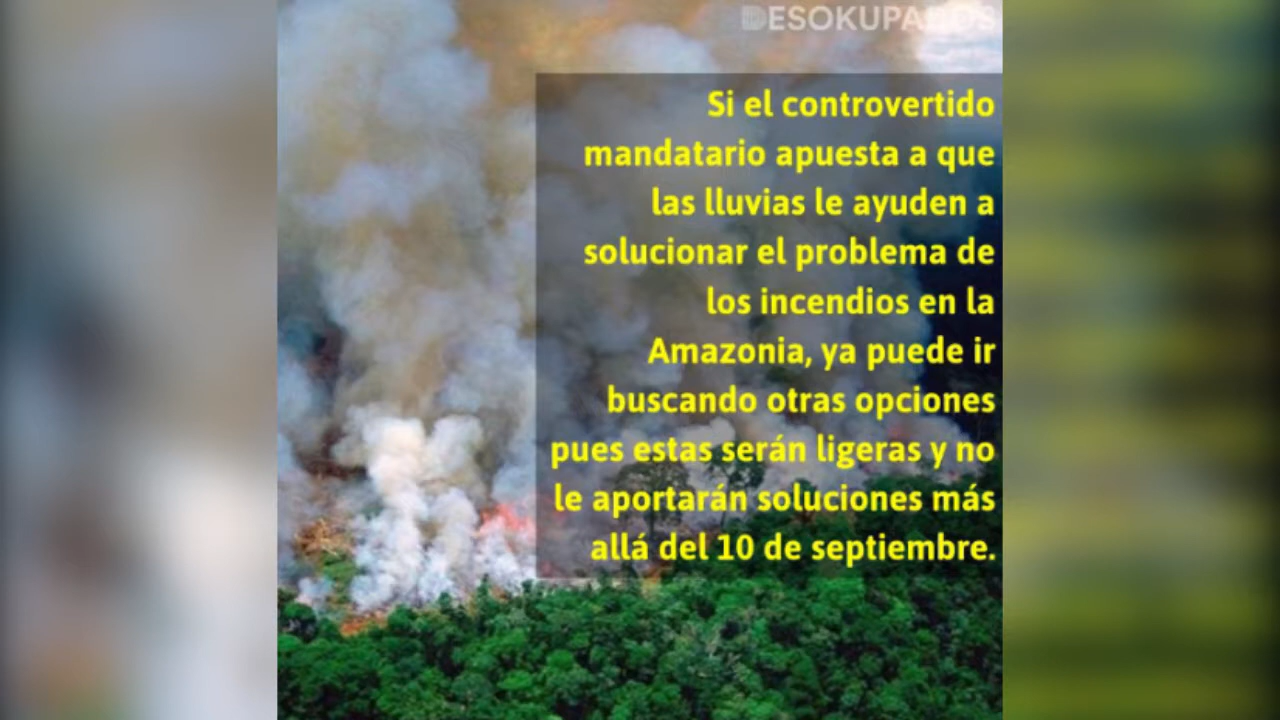 DESOKUPADOS
Si el controvertido
mandatario apuesta a que
las lluvias le ayuden a
solucionar el problema de
los incendios en la
Amazonia, ya puede ir
buscando otras opciones
pues estas serán ligeras y no
le aportarán soluciones más
allá del 10 de septiembre.